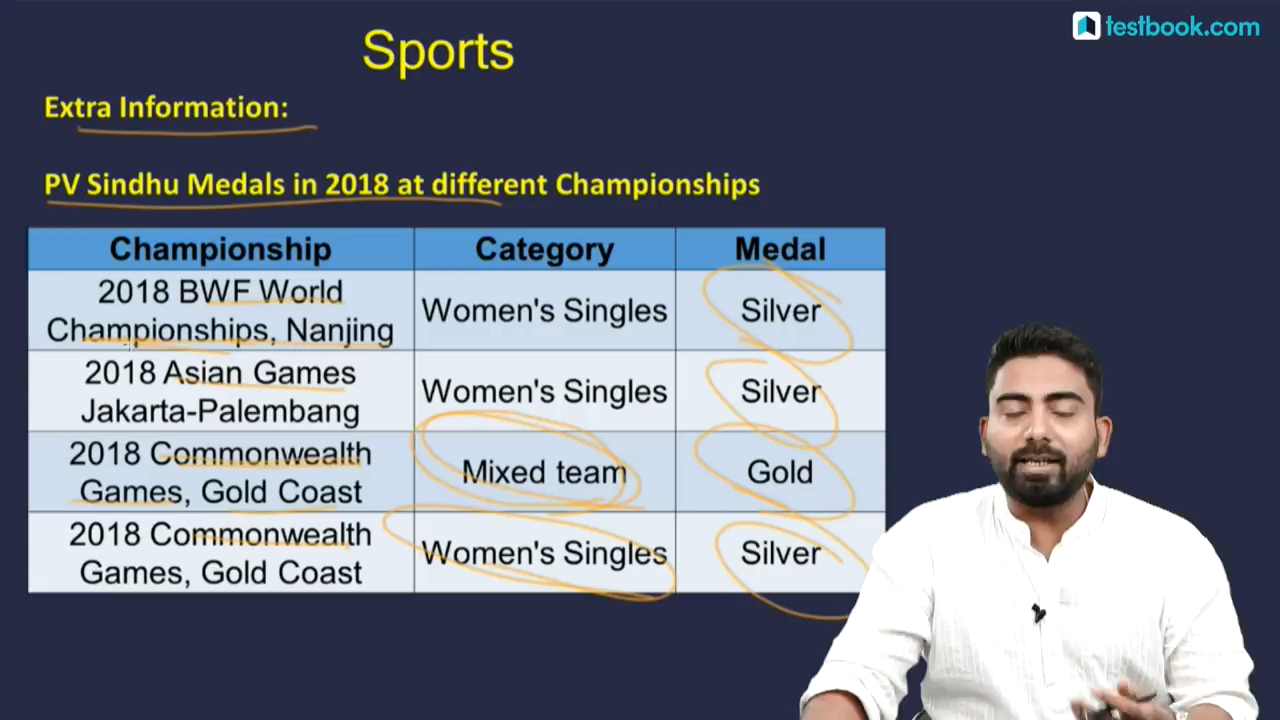 testbook.com
Sports
Extra Information:
PV Sindhu Medals in 2018 at different Championships
Championship Category Medal
2018 BWF World
Championships, Nanjing Women's Singles Silver
2018 Asian Games
Jakarta-Palembang Women's Singles Silver
2018 Commonwealth
Games, Gold Coast Mixed team Gold
2018 Commonwealth
Games, Gold Coast Women's Singles Silver